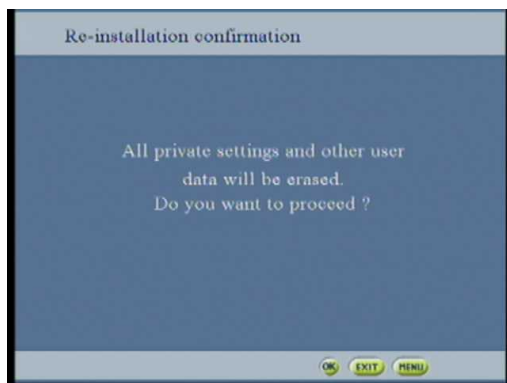 Re-installation confirmation
All private settings and other user
data will be erased.
Do you want to proceed ?
OK EXIT MENU